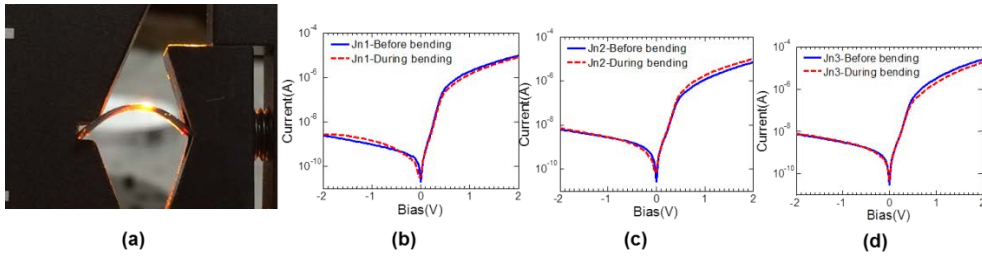 Jn1-Before bending
Jn1-During bending
Current(A)
10^-4
10^-6
10^-8
10^-10
-2 -1 0 1 2
Bias(V)
Jn2-Before bending
Jn2-During bending
Current(A)
10^-4
10^-6
10^-8
10^-10
-2 -1 0 1 2
Bias(V)
Jn3-Before bending
Jn3-During bending
Current(A)
10^-4
10^-6
10^-8
10^-10
-2 -1 0 1 2
Bias(V)
(a) (b) (c) (d)